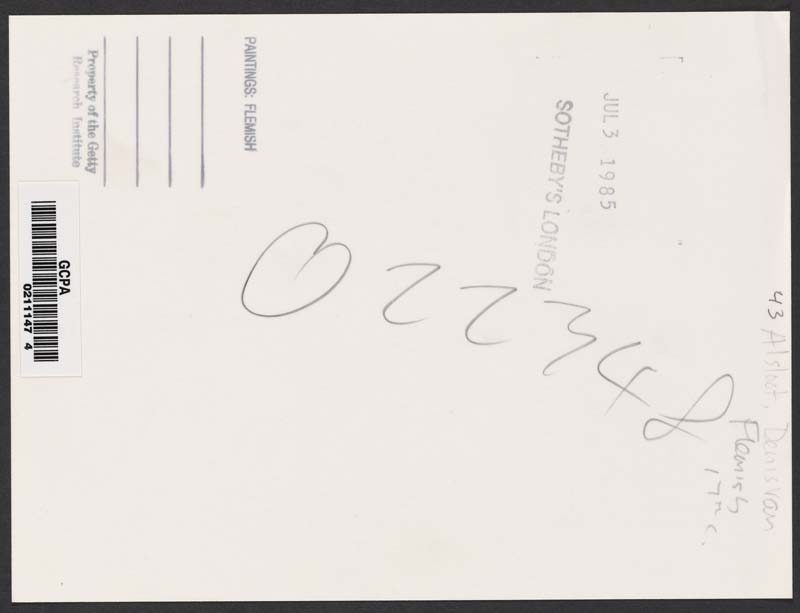 43 Alsloot, Denis van
Flemish
17th c.
JUL 3 1985
SOTHEBY'S LONDON
022348
PAINTINGS: FLEMISH
Property of the Getty
Research Institute
GCPA
0211147 4